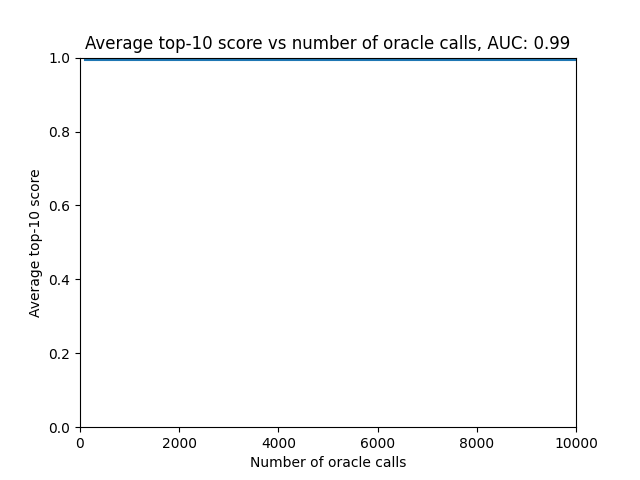 Average top-10 score vs number of oracle calls, AUC: 0.99
1.0
0.8
0.6
0.4
0.2
0.0
Average top-10 score
0 2000 4000 6000 8000 10000
Number of oracle calls